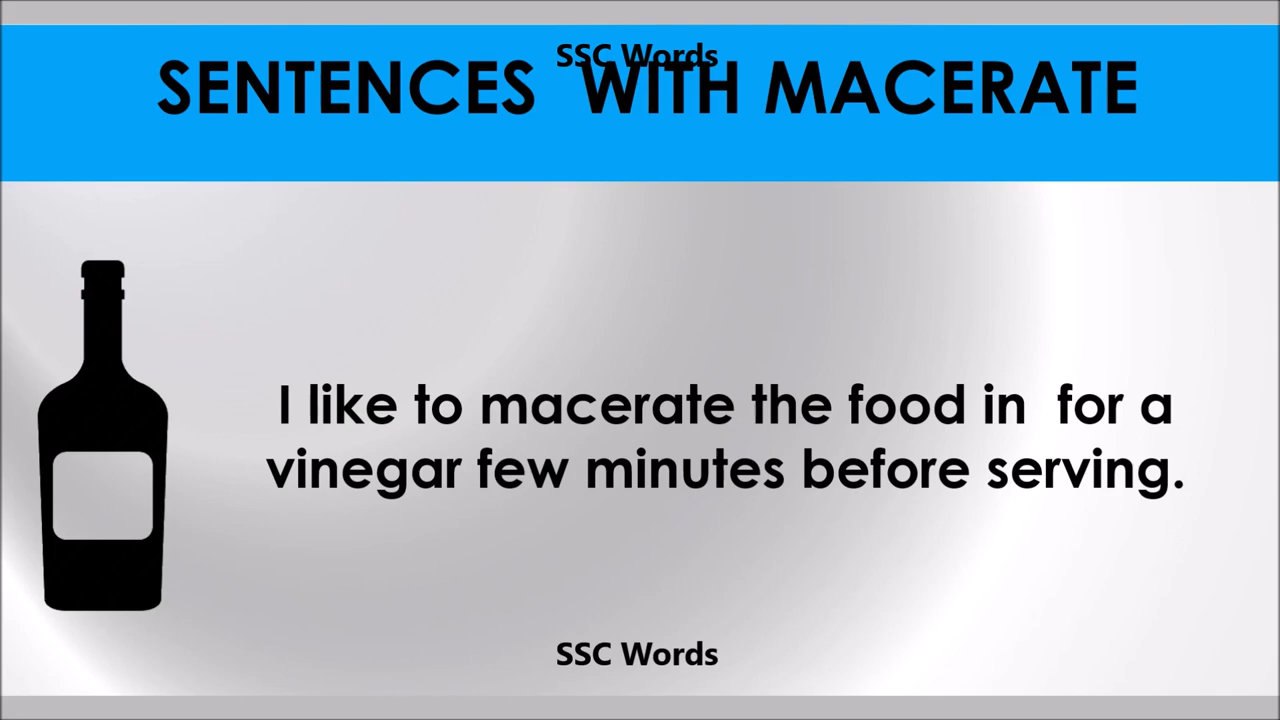 SSC Words
SENTENCES WITH MACERATE
I like to macerate the food in for a
vinegar few minutes before serving.
SSC Words